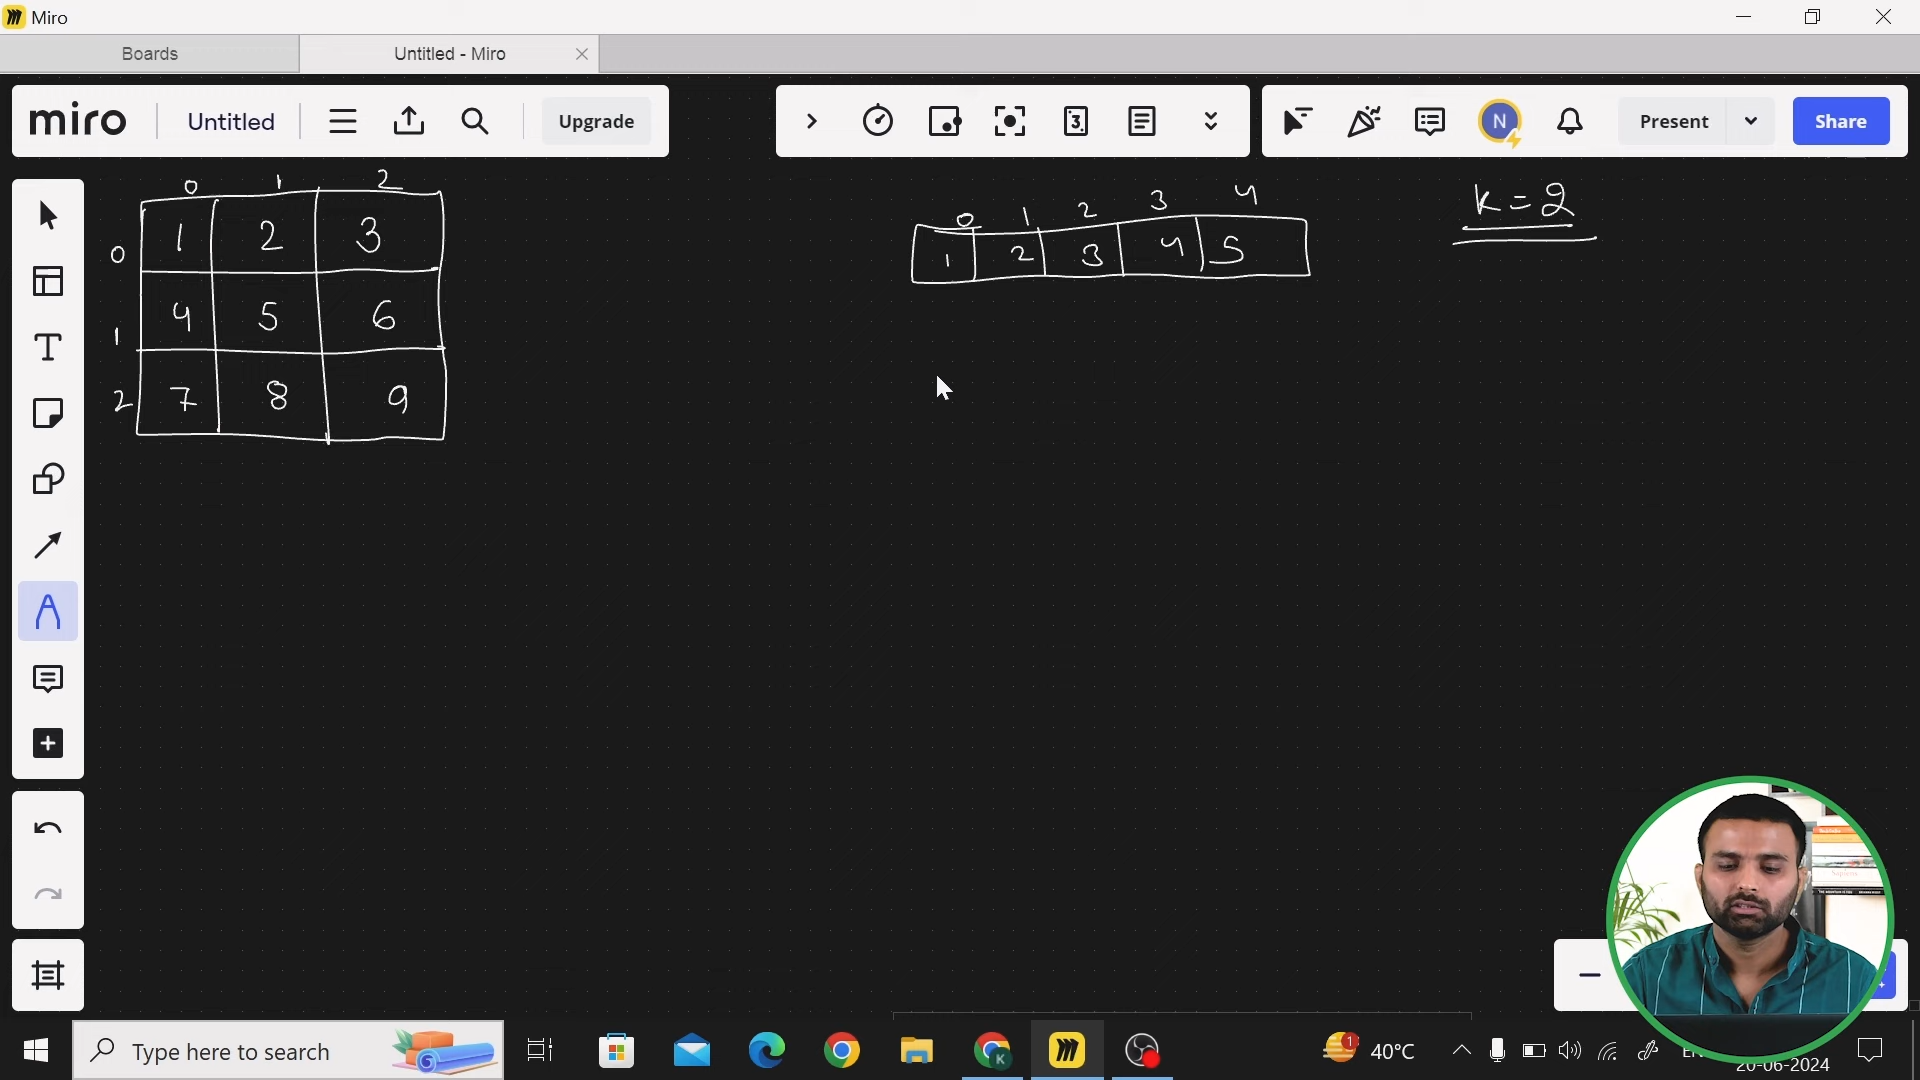 Miro
Boards
Untitled - Miro
miro
Untitled
Upgrade
3
N
Present
Share
0 1 2
0 1 2 3
1 4 5 6
2 7 8 9
0 1 2 3 4
1 2 3 4 5
k = 2
Type here to search
K
1
40°C
20-06-2024